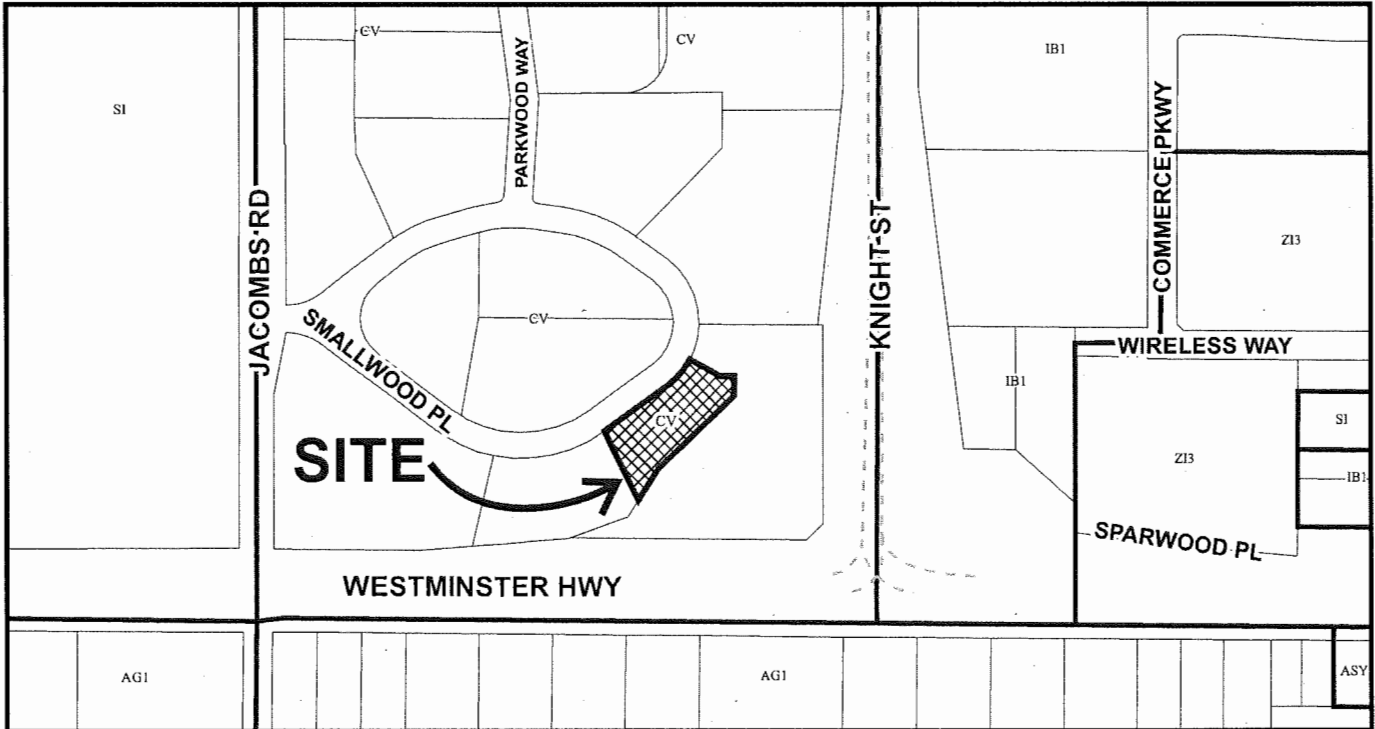 CV
CV
IB1
SI
PARKWOOD WAY
COMMERCE PKWY
JACOMBS RD
KNIGHT ST
ZI3
CV
SMALLWOOD PL
WIRELESS WAY
IB1
CV
SI
SITE
ZI3
IB1
SPARWOOD PL
WESTMINSTER HWY
AG1
AG1
ASY